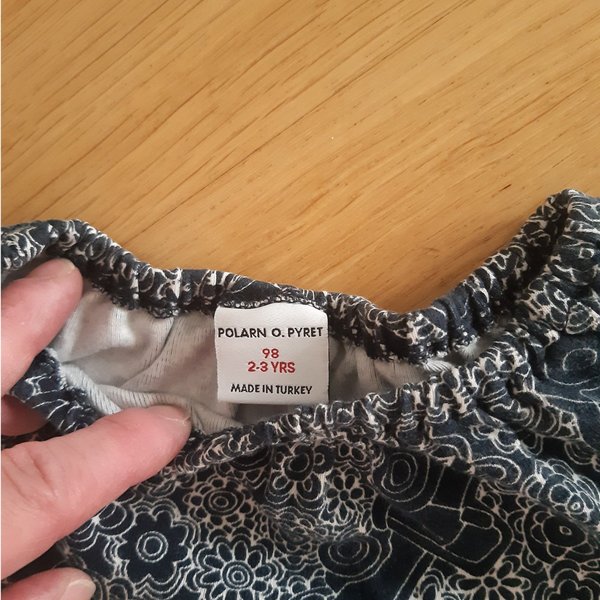 POLARN O. PYRET
98
2-3 YRS
MADE IN TURKEY